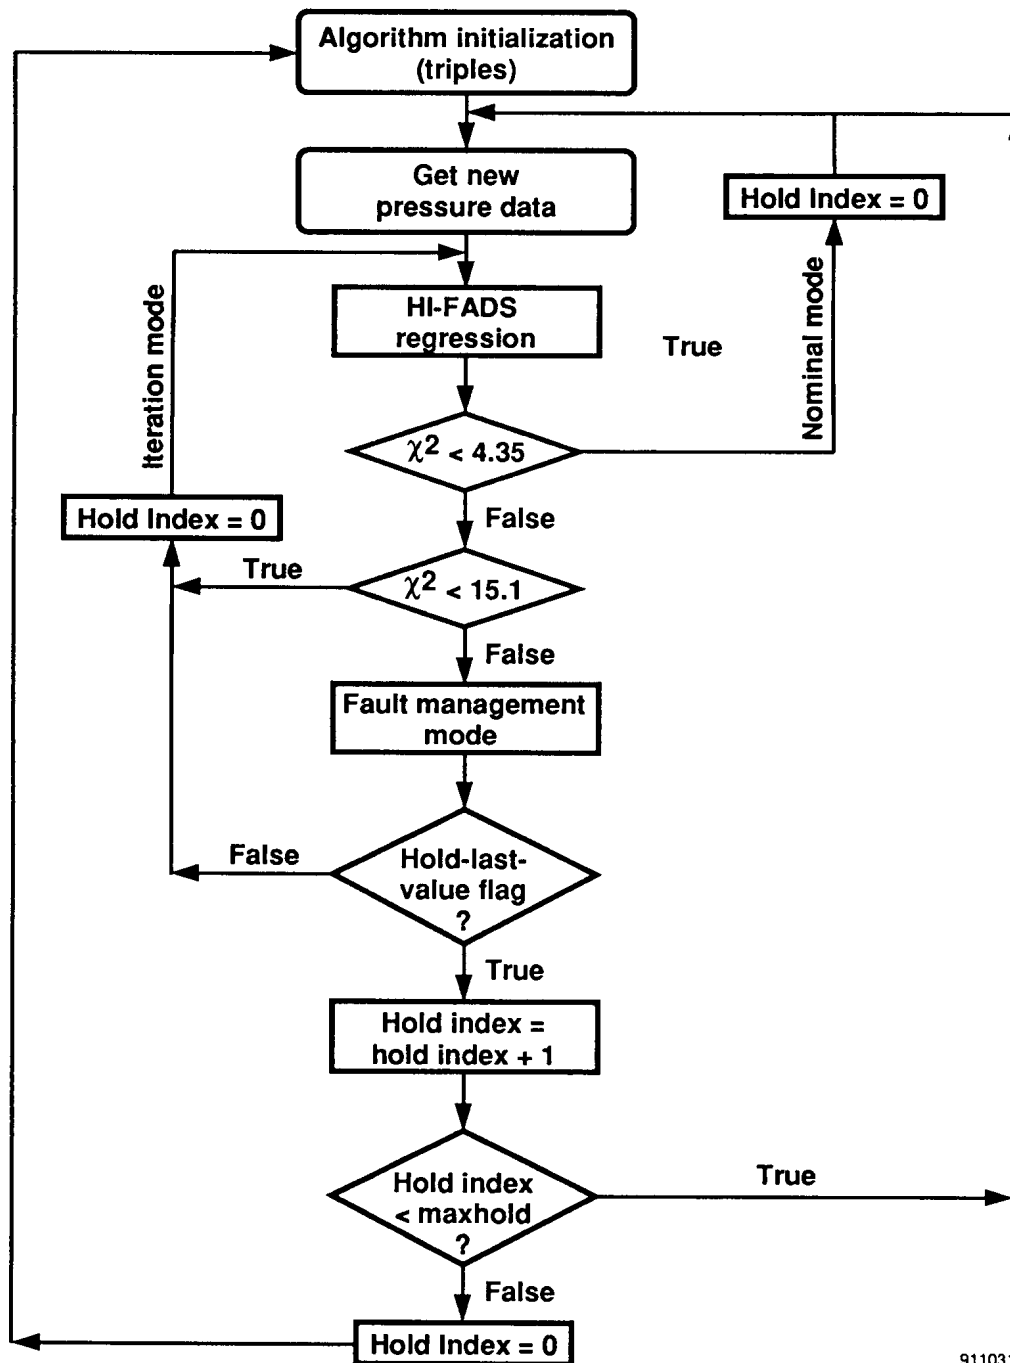 Algorithm initialization
(triples)
Get new
pressure data
Hold Index = 0
HI-FADS
regression
True
Nominal mode
Iteration mode
χ2 < 4.35
Hold Index = 0
False
True
χ2 < 15.1
False
Fault management
mode
False
Hold-last-
value flag
?
True
Hold index =
hold index + 1
True
Hold index
< maxhold
?
False
Hold Index = 0